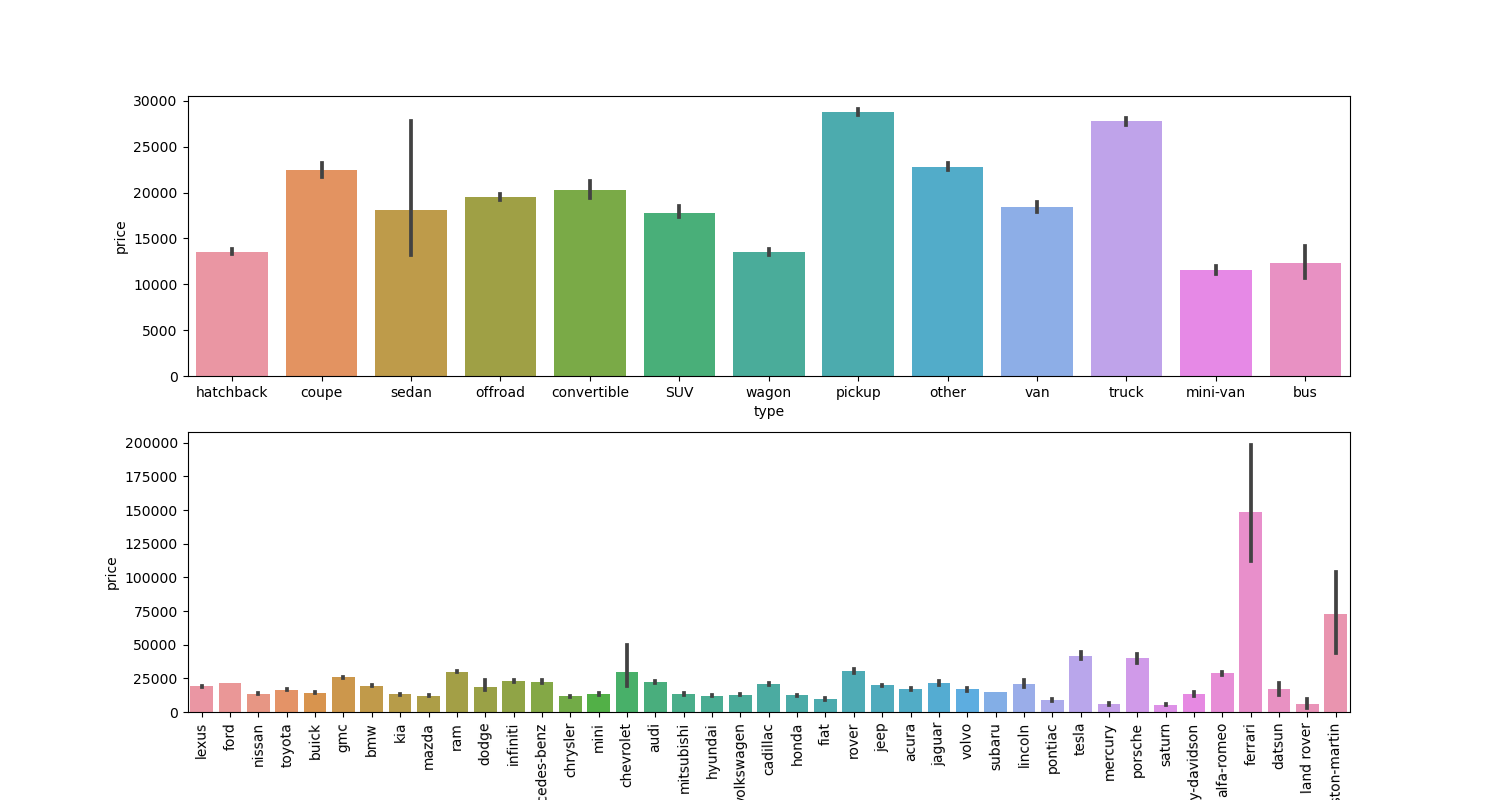 30000
25000
20000
15000
10000
5000
0
price
hatchback coupe sedan offroad convertible SUV wagon pickup other van truck mini-van bus
type
200000
175000
150000
125000
100000
75000
50000
25000
0
price
lexus
ford
nissan
toyota
buick
gmc
bmw
kia
mazda
ram
dodge
infiniti
cedes-benz
chrysler
mini
chevrolet
audi
mitsubishi
hyundai
volkswagen
cadillac
honda
fiat
rover
jeep
acura
jaguar
volvo
subaru
lincoln
pontiac
tesla
mercury
porsche
saturn
y-davidson
alfa-romeo
ferrari
datsun
land rover
ston-martin